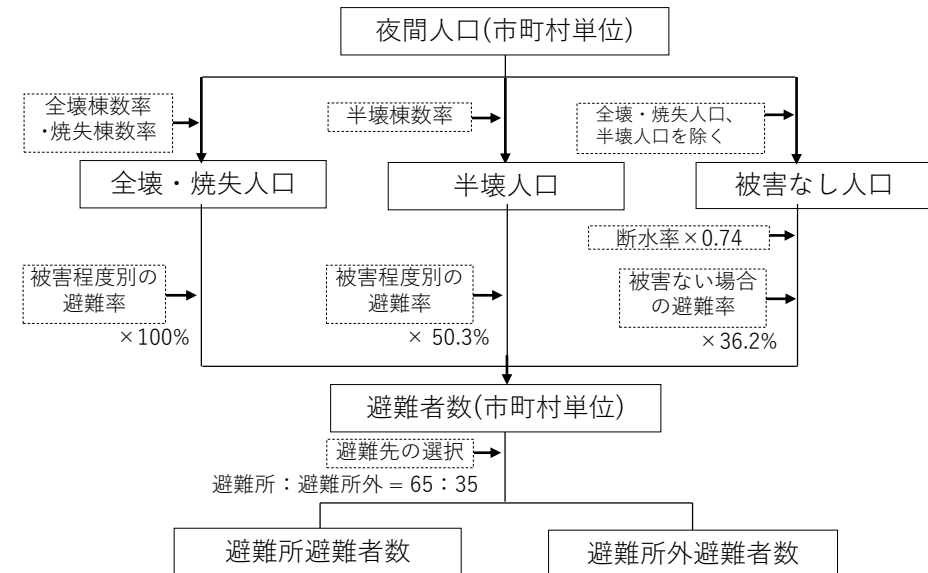 夜間人口(市町村単位)
全壊棟数率
・焼失棟数率
半壊棟数率
全壊・焼失人口、
半壊人口を除く
全壊・焼失人口
半壊人口
被害なし人口
断水率×0.74
被害程度別の
避難率
×100%
被害程度別の
避難率
× 50.3%
被害ない場合
の避難率
×36.2%
避難者数(市町村単位)
避難先の選択
避難所：避難所外 = 65：35
避難所避難者数
避難所外避難者数